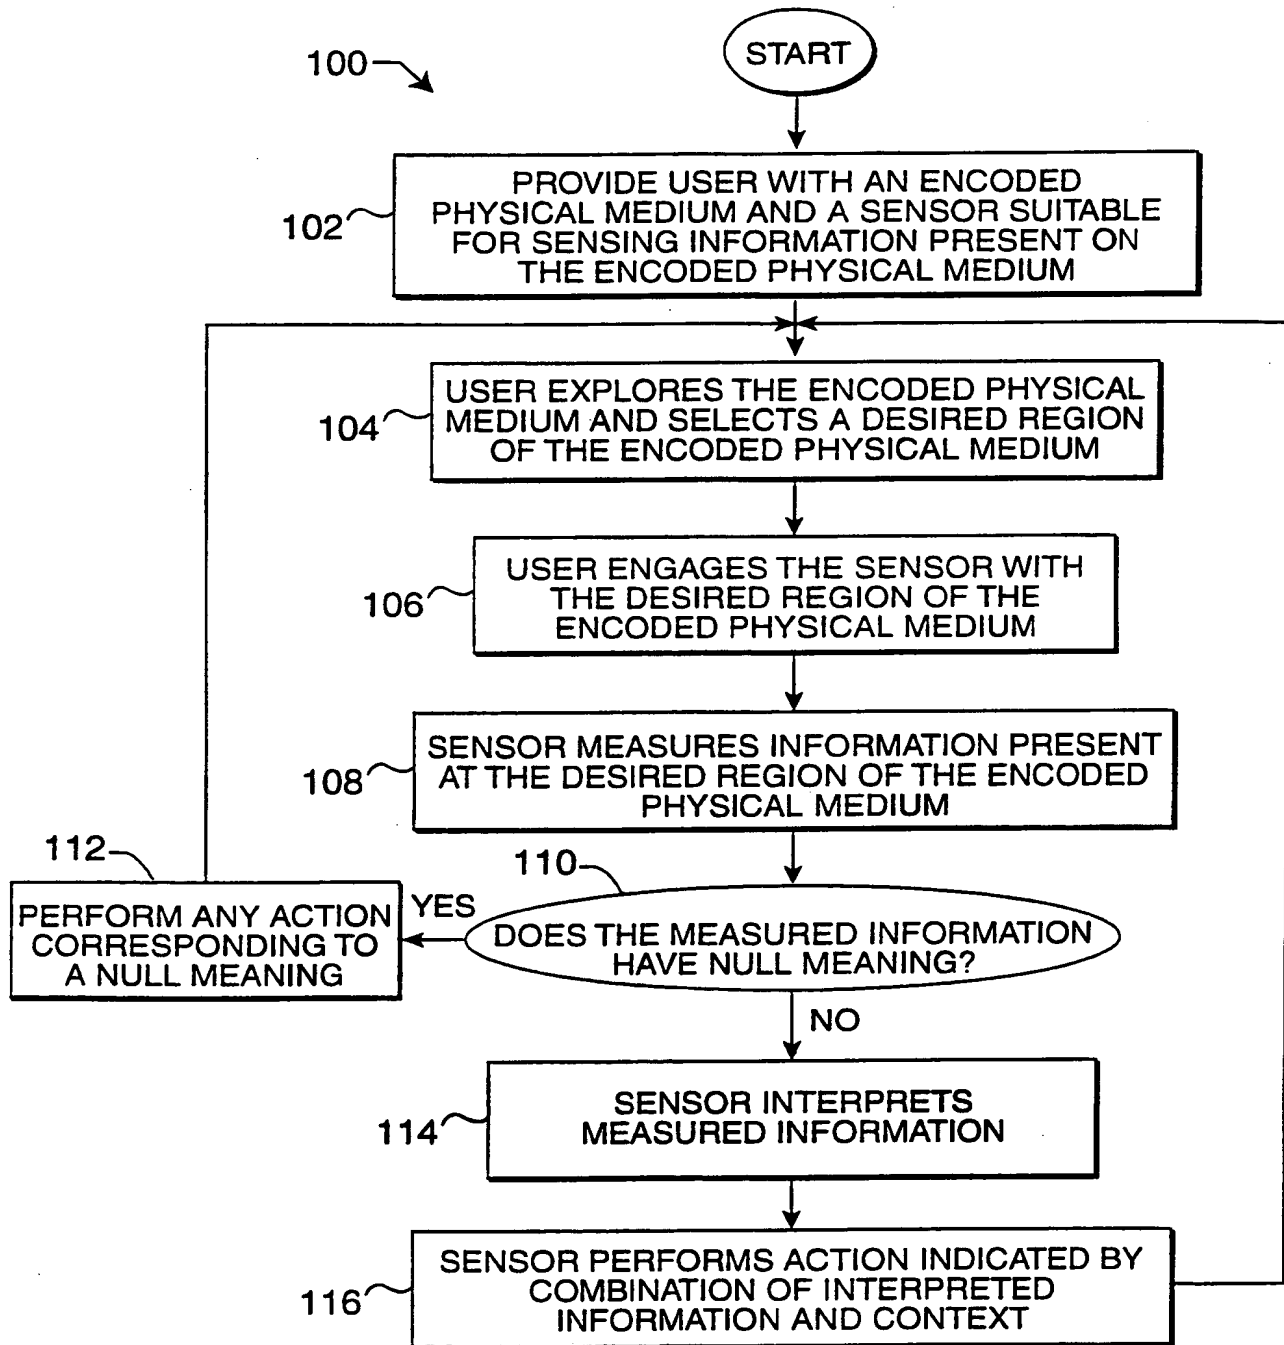 START
100
PROVIDE USER WITH AN ENCODED
PHYSICAL MEDIUM AND A SENSOR SUITABLE
FOR SENSING INFORMATION PRESENT ON
THE ENCODED PHYSICAL MEDIUM
102
USER EXPLORES THE ENCODED PHYSICAL
MEDIUM AND SELECTS A DESIRED REGION
OF THE ENCODED PHYSICAL MEDIUM
104
USER ENGAGES THE SENSOR WITH
THE DESIRED REGION OF THE
ENCODED PHYSICAL MEDIUM
106
SENSOR MEASURES INFORMATION PRESENT
AT THE DESIRED REGION OF THE ENCODED
PHYSICAL MEDIUM
108
110
DOES THE MEASURED INFORMATION
HAVE NULL MEANING?
YES
112
PERFORM ANY ACTION
CORRESPONDING TO
A NULL MEANING
NO
SENSOR INTERPRETS
MEASURED INFORMATION
114
SENSOR PERFORMS ACTION INDICATED BY
COMBINATION OF INTERPRETED
INFORMATION AND CONTEXT
116